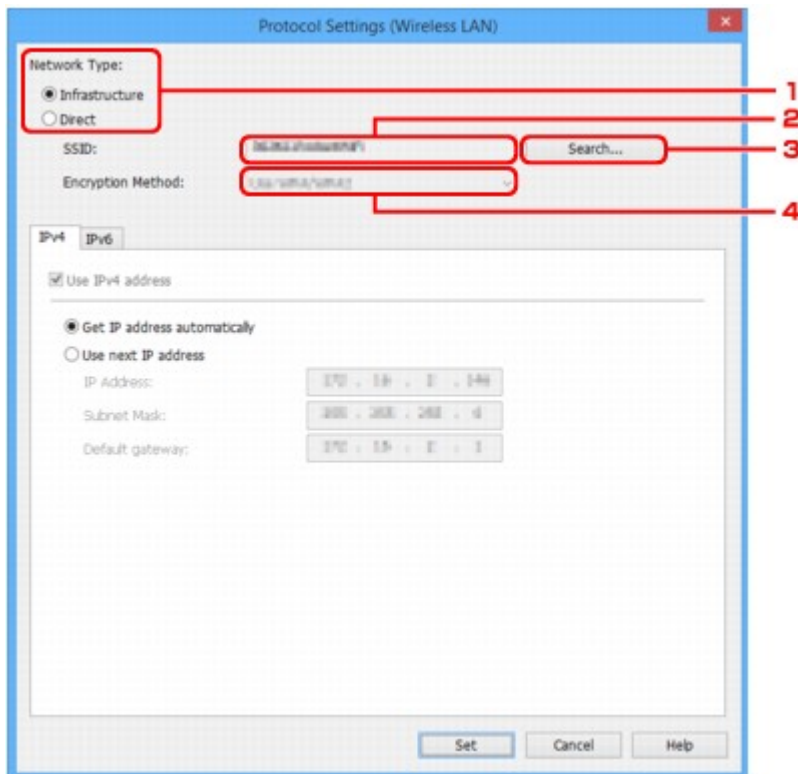 Protocol Settings (Wireless LAN)
Network Type:
Infrastructure
1
Direct
2
SSID:
Search...
3
Encryption Method:
4
IPv4 IPv6
Use IPv4 address
Get IP address automatically
Use next IP address
IP Address:
Subnet Mask:
Default gateway:
Set Cancel Help